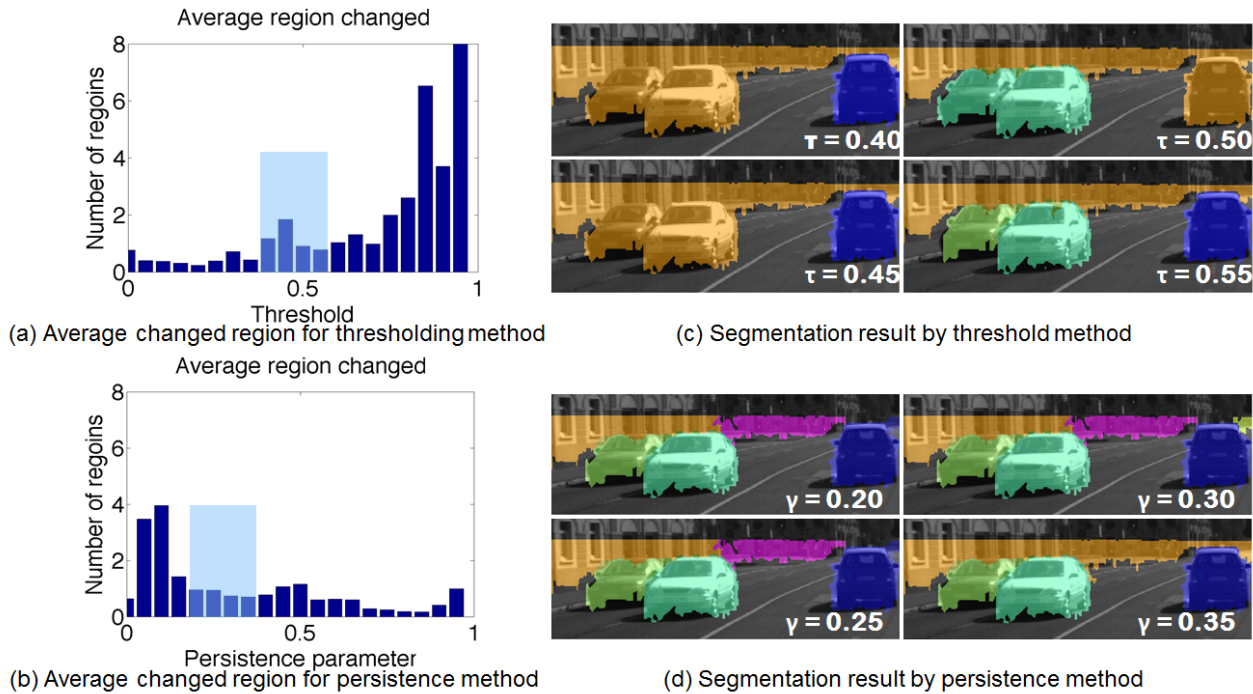 Average region changed
8
6
4
2
0
Number of regoins
0
0.5
1
Threshold
(a) Average changed region for thresholding method
τ = 0.40
τ = 0.50
τ = 0.45
τ = 0.55
(c) Segmentation result by threshold method
Average region changed
8
6
4
2
0
Number of regoins
0
0.5
1
Persistence parameter
(b) Average changed region for persistence method
γ = 0.20
γ = 0.30
γ = 0.25
γ = 0.35
(d) Segmentation result by persistence method